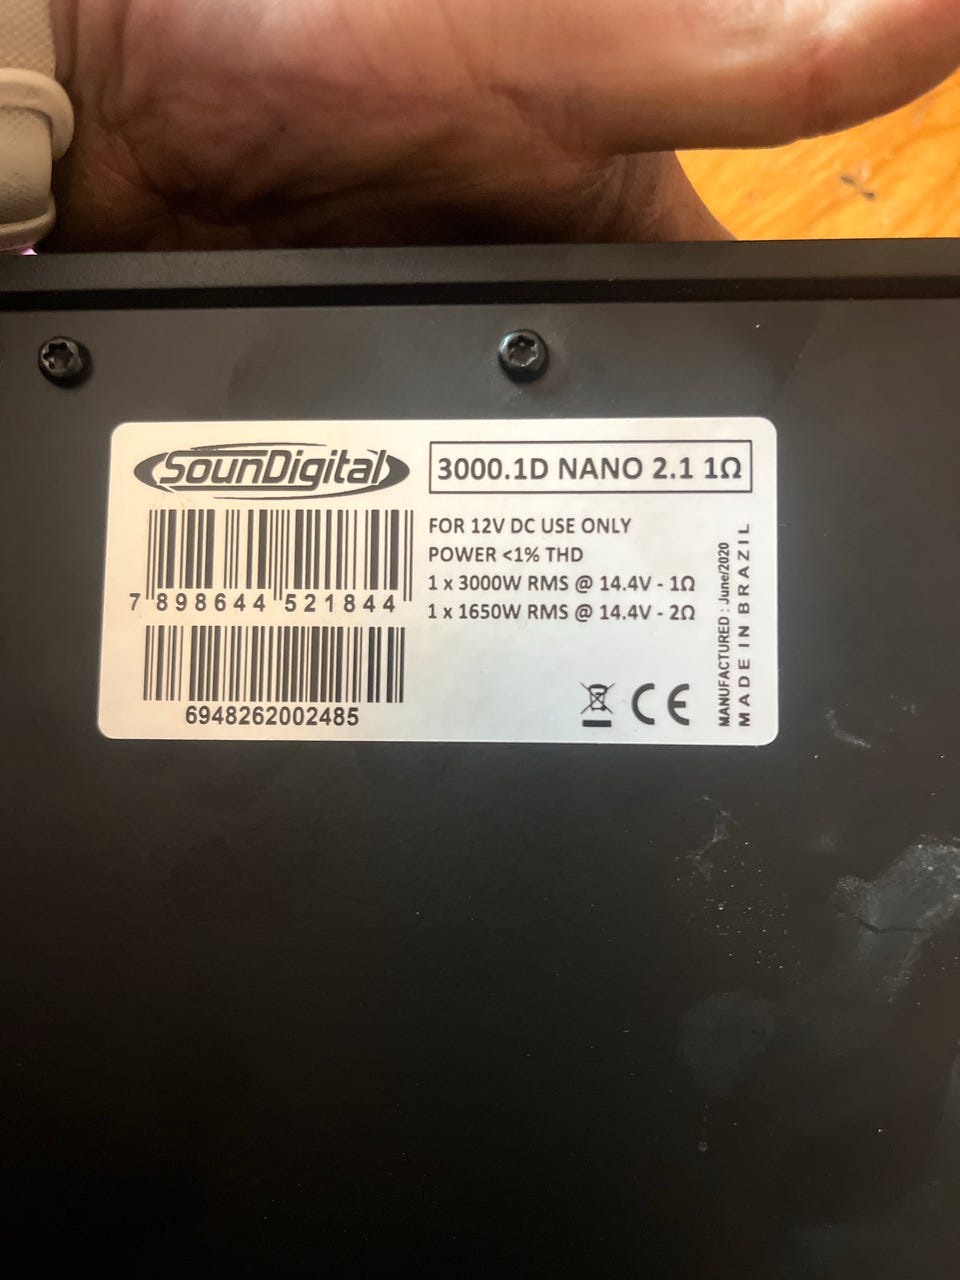 SounDigital
3000.1D NANO 2.1 1Ω
7 898644 521844
6948262002485
FOR 12V DC USE ONLY
POWER <1% THD
1 x 3000W RMS @ 14.4V - 1Ω
1 x 1650W RMS @ 14.4V - 2Ω
CE
MANUFACTURED : June/2020
MADE IN BRAZIL